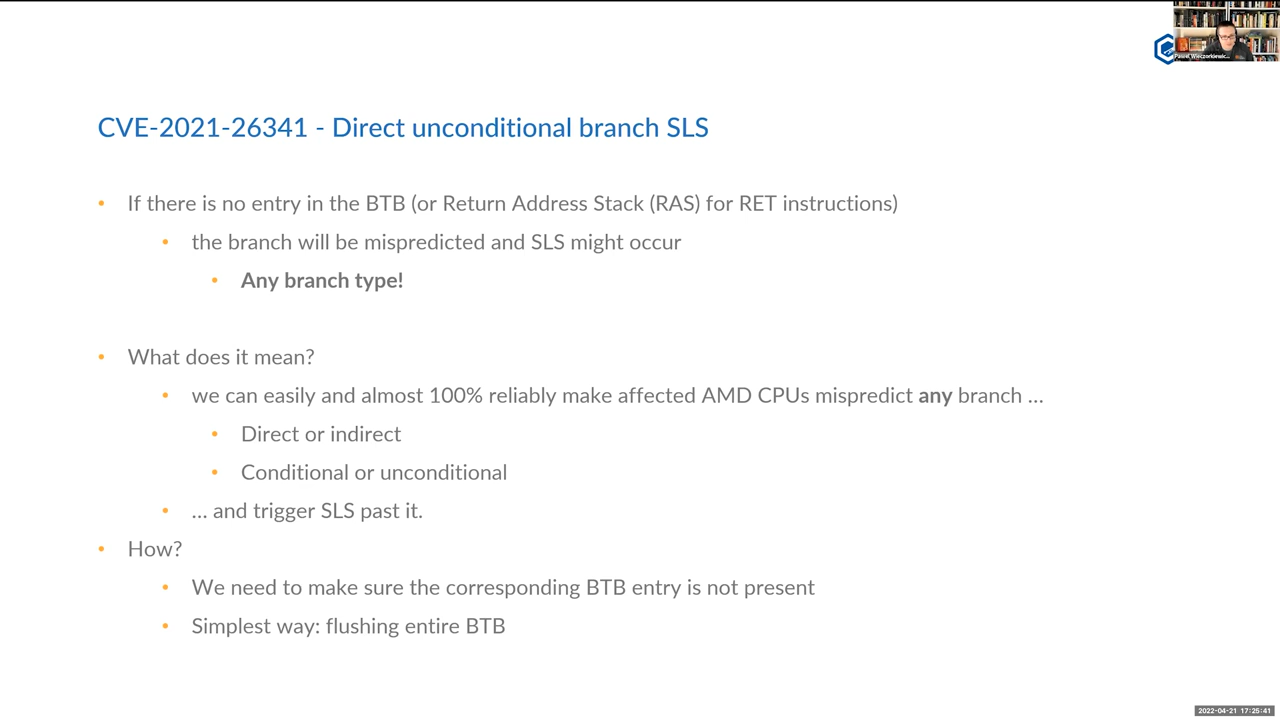 Pawel Wieczorkiewic...
CVE-2021-26341 - Direct unconditional branch SLS
• If there is no entry in the BTB (or Return Address Stack (RAS) for RET instructions)
• the branch will be mispredicted and SLS might occur
• Any branch type!
• What does it mean?
• we can easily and almost 100% reliably make affected AMD CPUs mispredict any branch ...
• Direct or indirect
• Conditional or unconditional
• ... and trigger SLS past it.
• How?
• We need to make sure the corresponding BTB entry is not present
• Simplest way: flushing entire BTB
2022-04-21 17:25:41